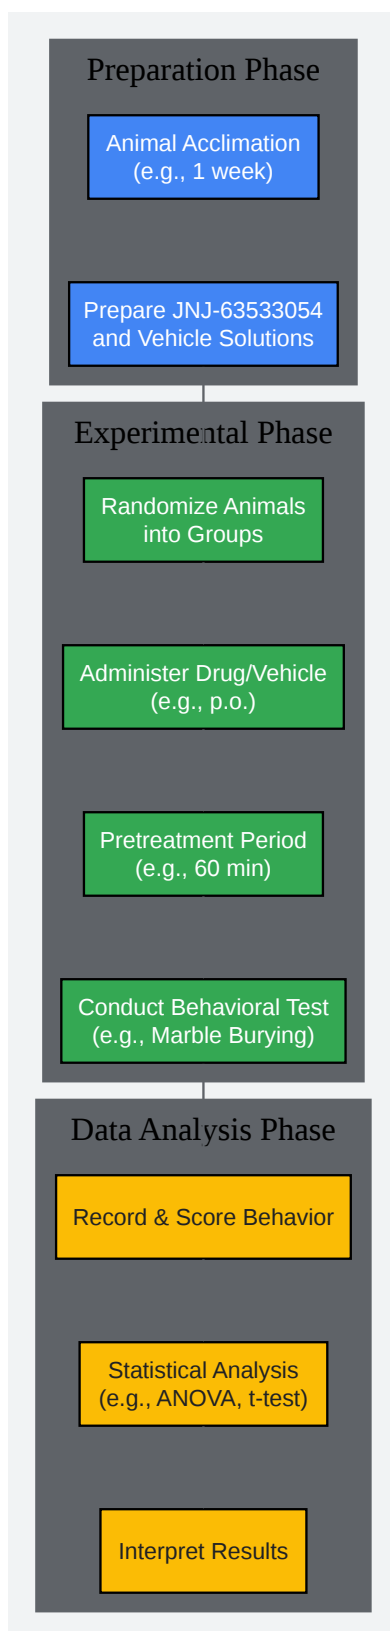 Preparation Phase
Animal Acclimation
(e.g., 1 week)
Prepare JNJ-63533054
and Vehicle Solutions
Experimental Phase
Randomize Animals
into Groups
Administer Drug/Vehicle
(e.g., p.o.)
Pretreatment Period
(e.g., 60 min)
Conduct Behavioral Test
(e.g., Marble Burying)
Data Analysis Phase
Record & Score Behavior
Statistical Analysis
(e.g., ANOVA, t-test)
Interpret Results